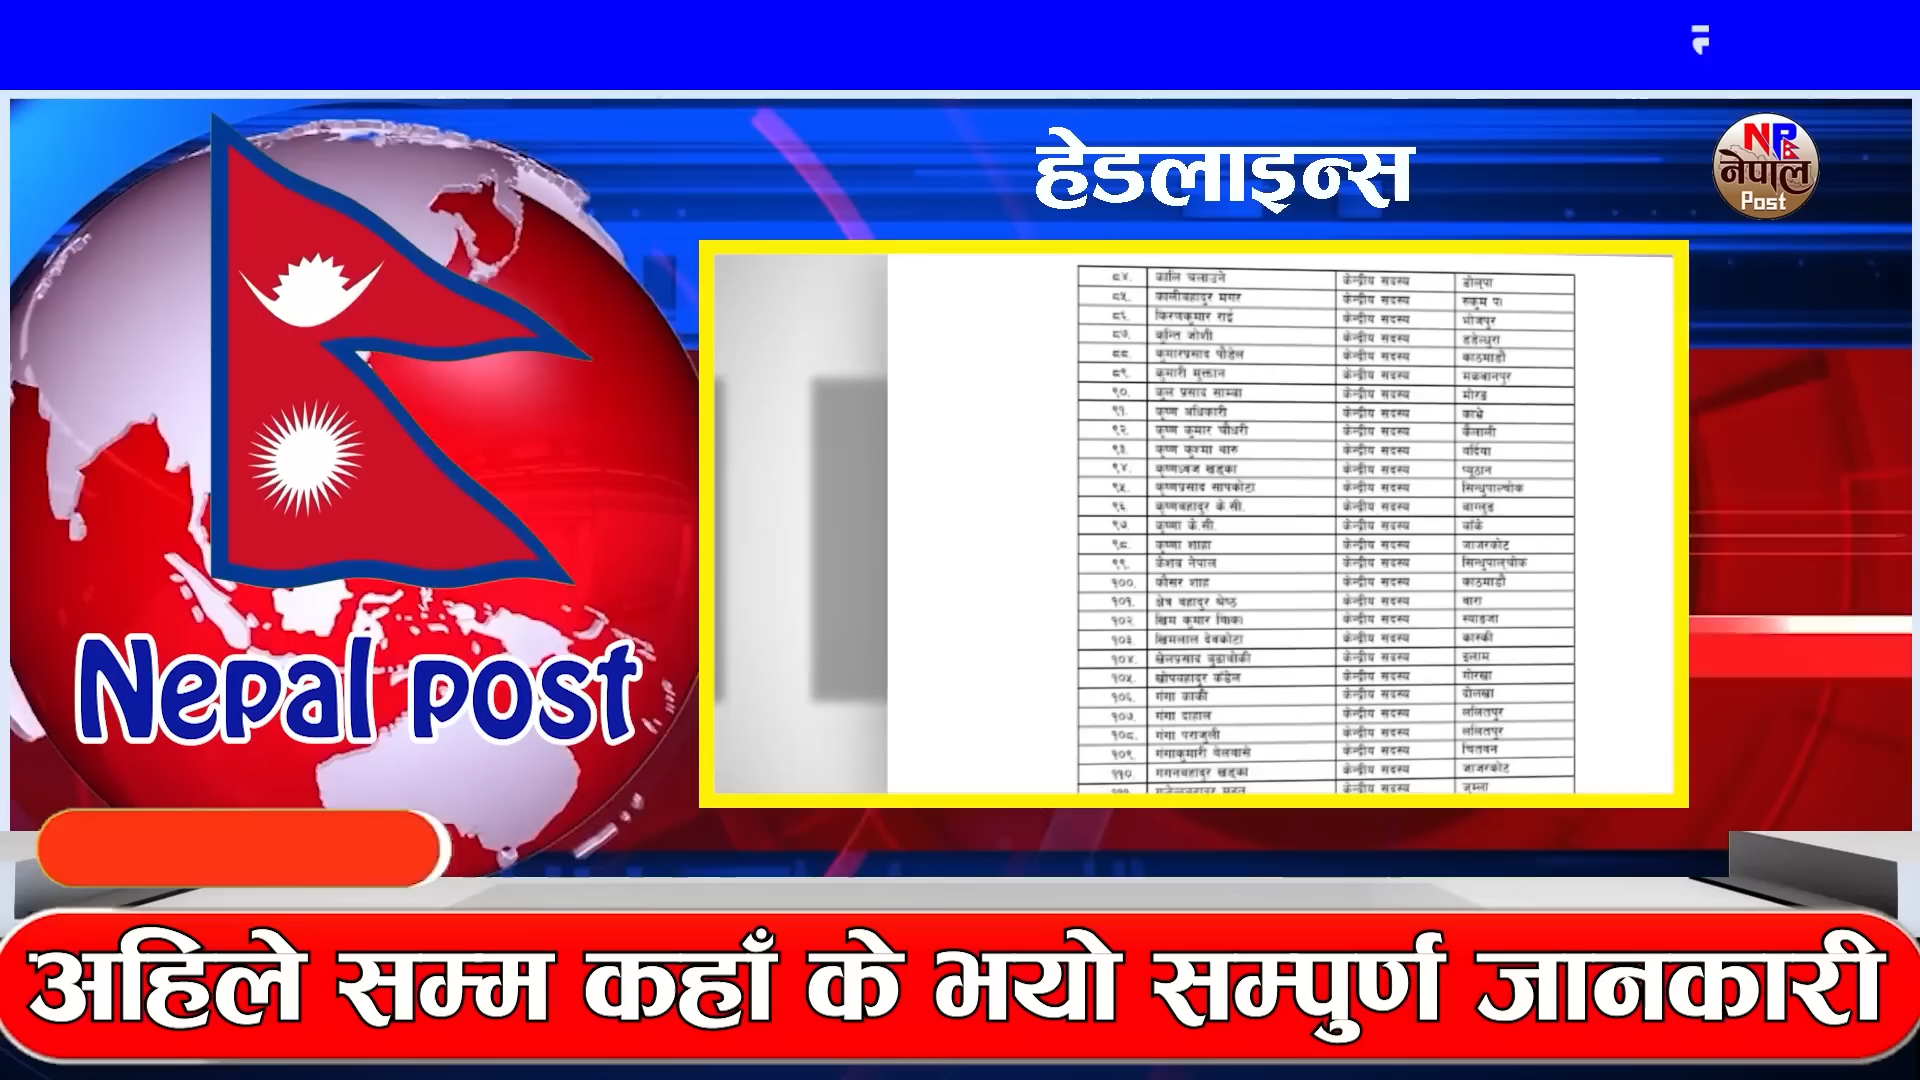 हेडलाइन्स
NP
नेपाल
Post
८४. कालि चलाउने केन्द्रीय सदस्य डोल्पा
८५. कालीबहादुर मगर केन्द्रीय सदस्य रुकुम प।
८६. किरणकुमार राई केन्द्रीय सदस्य भोजपुर
८७. कुन्ति जोशी केन्द्रीय सदस्य डडेल्धुरा
८८. कुमारप्रसाद पौडेल केन्द्रीय सदस्य काठमाडौं
८९. कुमारी मुक्तान केन्द्रीय सदस्य मकवानपुर
९०. कुल प्रसाद साम्बा केन्द्रीय सदस्य मोरङ
९१. कृष्ण अधिकारी केन्द्रीय सदस्य काभ्रे
९२. कृष्ण कुमार चौधरी केन्द्रीय सदस्य कैलाली
९३. कृष्ण कुश्मा थारु केन्द्रीय सदस्य बर्दिया
९४. कृष्णध्वज खड्का केन्द्रीय सदस्य प्यूठान
९५. कृष्णप्रसाद सापकोटा केन्द्रीय सदस्य सिन्धुपाल्चोक
९६. कृष्णबहादुर के.सी. केन्द्रीय सदस्य बाग्लुङ
९७. कृष्णा के.सी. केन्द्रीय सदस्य बाँके
९८. कृष्णा शाहा केन्द्रीय सदस्य जाजरकोट
९९. केशव नेपाल केन्द्रीय सदस्य सिन्धुपाल्चोक
१००. कौसर शाह केन्द्रीय सदस्य काठमाडौं
१०१. क्षेत्र बहादुर श्रेष्ठ केन्द्रीय सदस्य बारा
१०२. खिम कुमार केन्द्रीय सदस्य स्याङजा
१०३. खिमलाल देवकोटा केन्द्रीय सदस्य कास्की
१०४. खेलप्रसाद बुढाक्षेत्री केन्द्रीय सदस्य इलाम
१०५. खोपबहादुर कंडेल केन्द्रीय सदस्य गोरखा
१०६. गंगा कार्की केन्द्रीय सदस्य दोलखा
१०७. गंगा दाहाल केन्द्रीय सदस्य ललितपुर
१०८. गंगा पराजुली केन्द्रीय सदस्य ललितपुर
१०९. गंगाकुमारी बेलवासे केन्द्रीय सदस्य चितवन
११०. गगनबहादुर खड्का केन्द्रीय सदस्य जाजरकोट
केन्द्रीय सदस्य जुम्ला
Nepal post
अहिले सम्म कहाँ के भयो सम्पुर्ण जानकारी